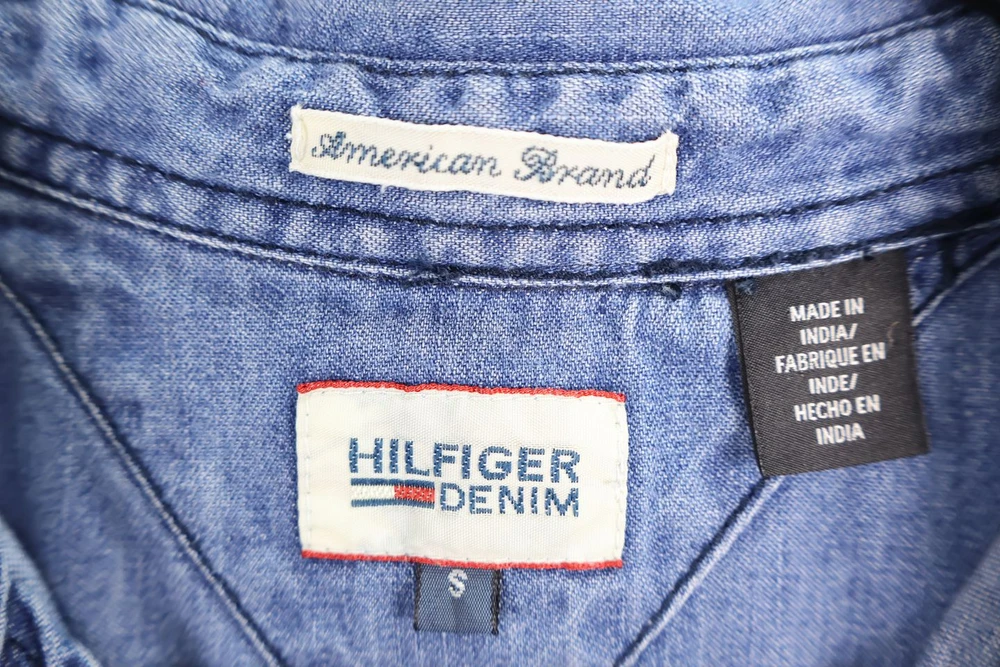 American Brand
MADE IN
INDIA/
FABRIQUE EN
INDE/
HECHO EN
INDIA
HILFIGER
DENIM
S